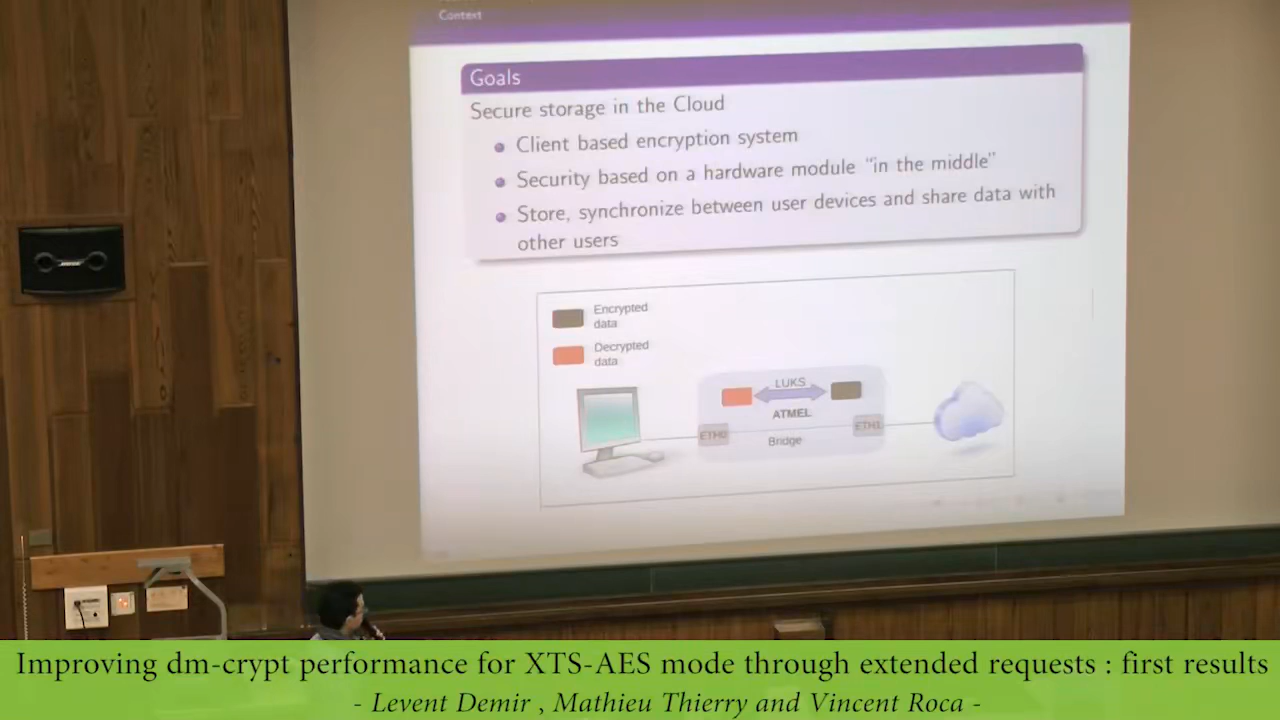 Context
Goals
Secure storage in the Cloud
Client based encryption system
Security based on a hardware module “in the middle”
Store, synchronize between user devices and share data with
other users
Encrypted
data
Decrypted
data
LUKS
ATMEL
ETH0
ETH1
Bridge
Improving dm-crypt performance for XTS-AES mode through extended requests : first results
- Levent Demir , Mathieu Thierry and Vincent Roca -